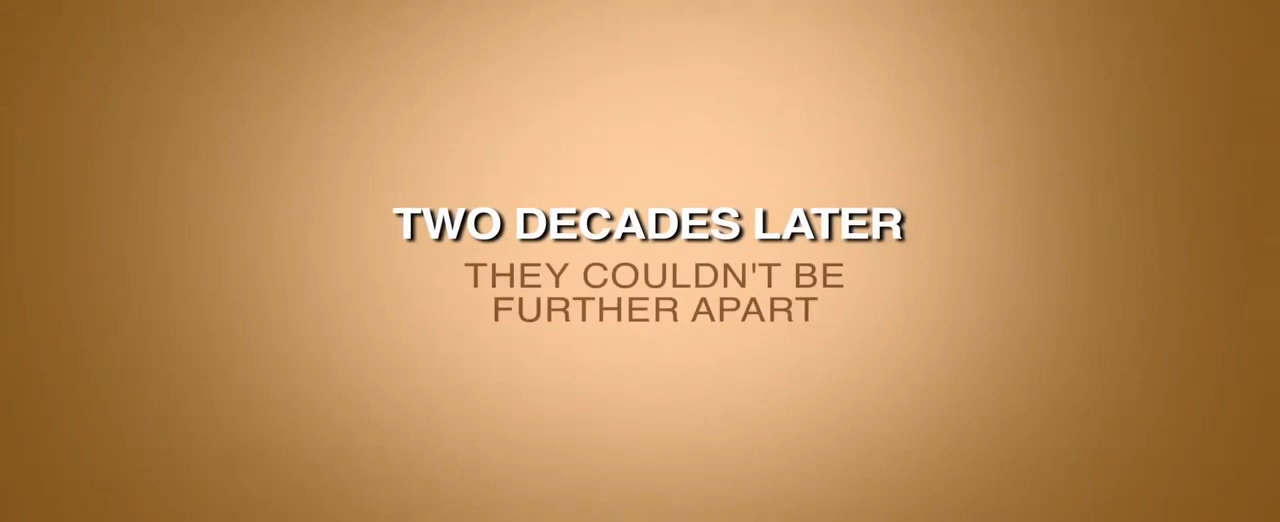 TWO DECADES LATER
THEY COULDN'T BE
FURTHER APART